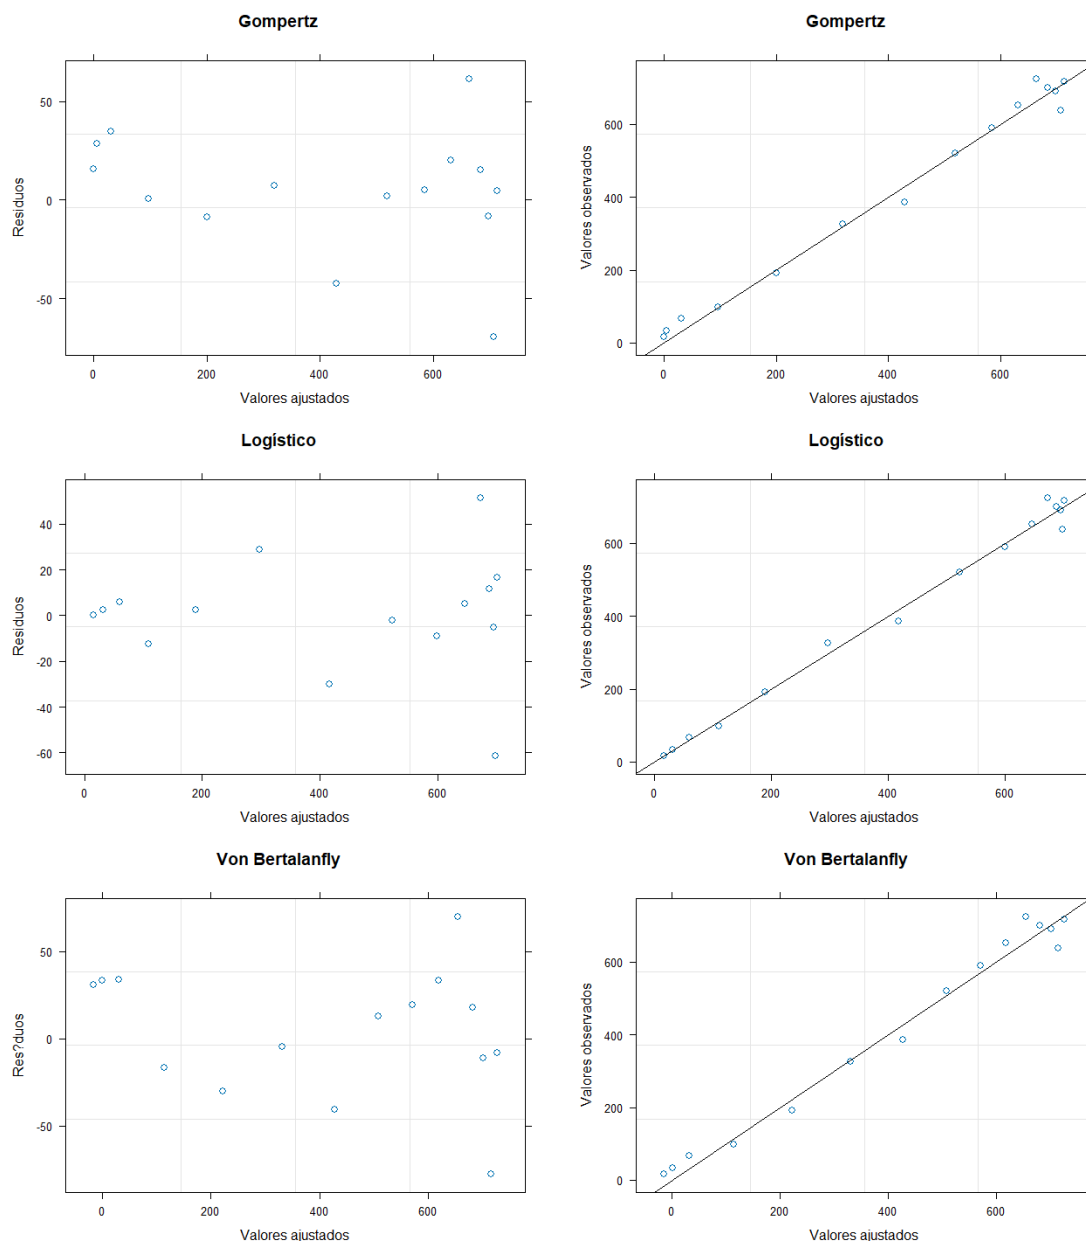 Gompertz
Residuos
50
0
-50
0 200 400 600
Valores ajustados
Gompertz
Valores observados
600
400
200
0
0 200 400 600
Valores ajustados
Logístico
Residuos
40
20
0
-20
-40
-60
0 200 400 600
Valores ajustados
Logístico
Valores observados
600
400
200
0
0 200 400 600
Valores ajustados
Von Bertalanfly
Res?duos
50
0
-50
0 200 400 600
Valores ajustados
Von Bertalanfly
Valores observados
600
400
200
0
0 200 400 600
Valores ajustados